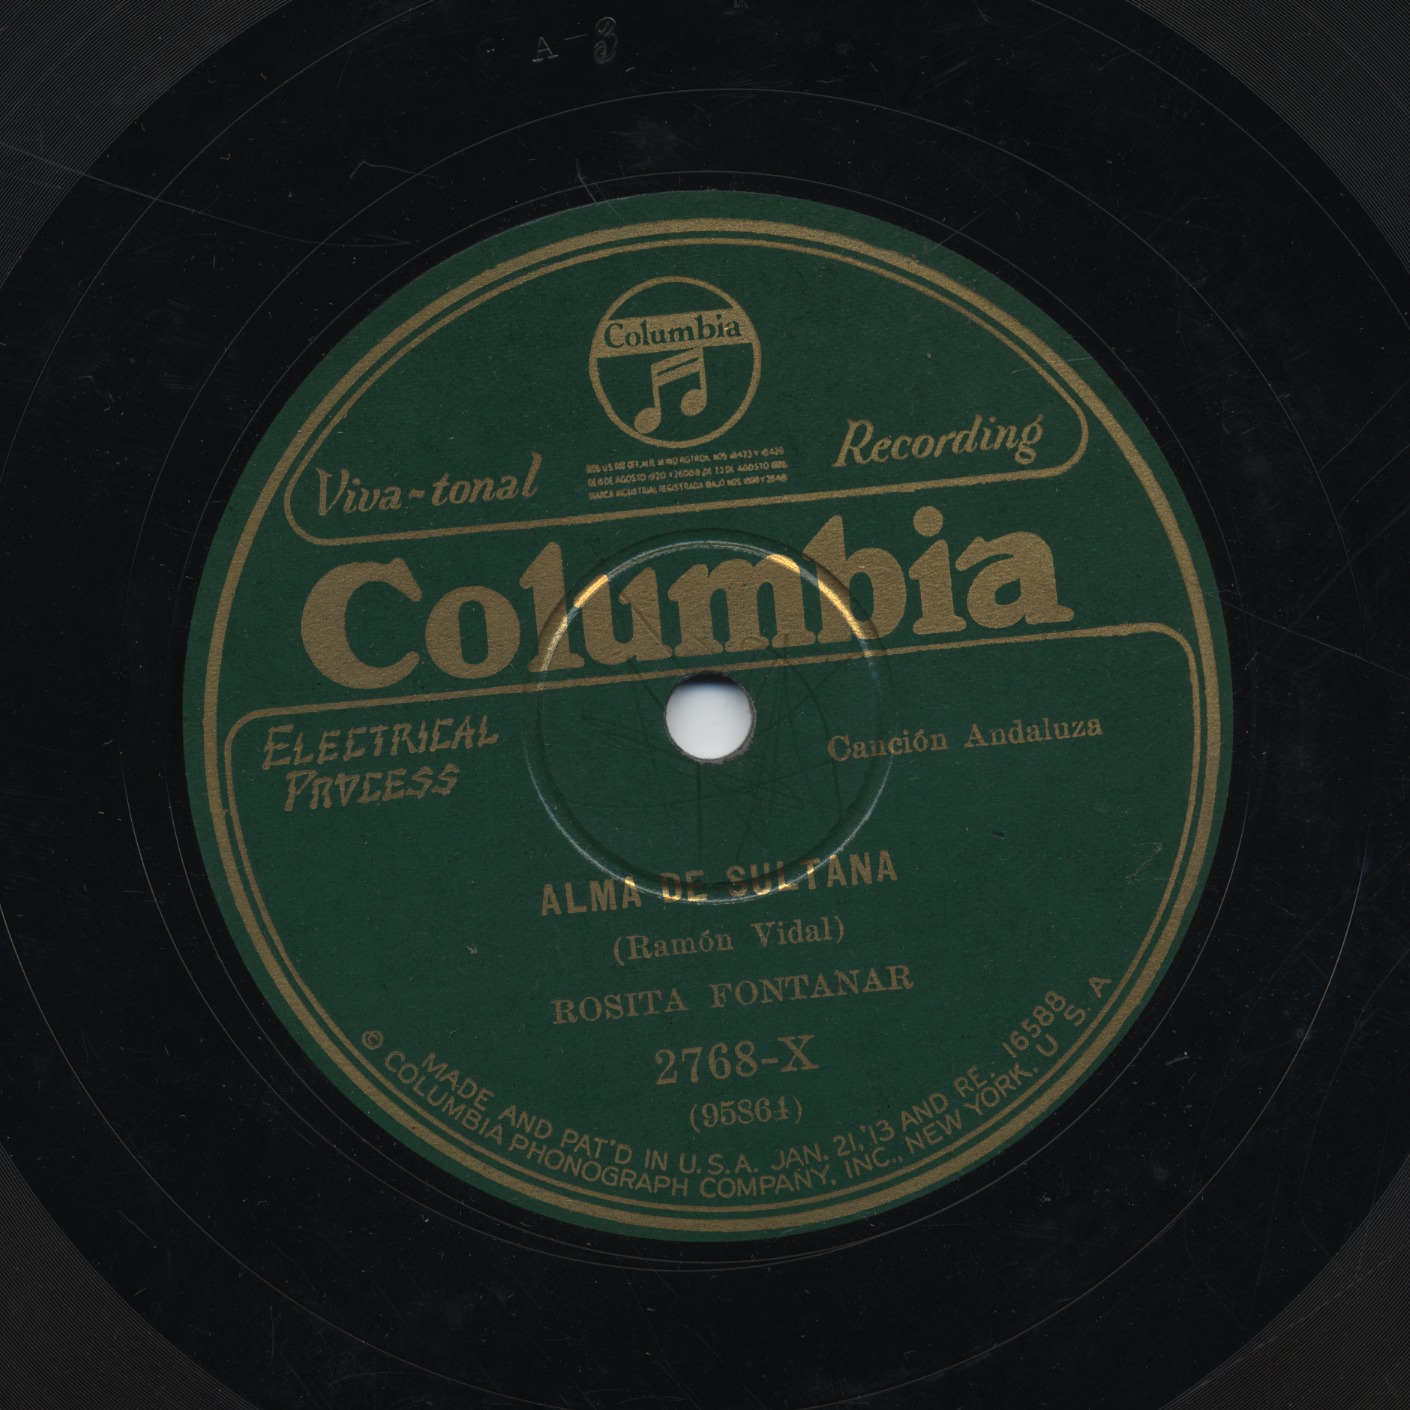 A-3
Columbia
Viva-tonal
Recording
Columbia
ELECTRICAL
PROCESS
Canción Andaluza
ALMA DE SULTANA
(Ramón Vidal)
ROSITA FONTANAR
2768-X
(95864)
MADE AND PAT'D IN U.S.A. JAN. 21,'13 AND RE. 16588
© COLUMBIA PHONOGRAPH COMPANY, INC., NEW YORK, U.S.A